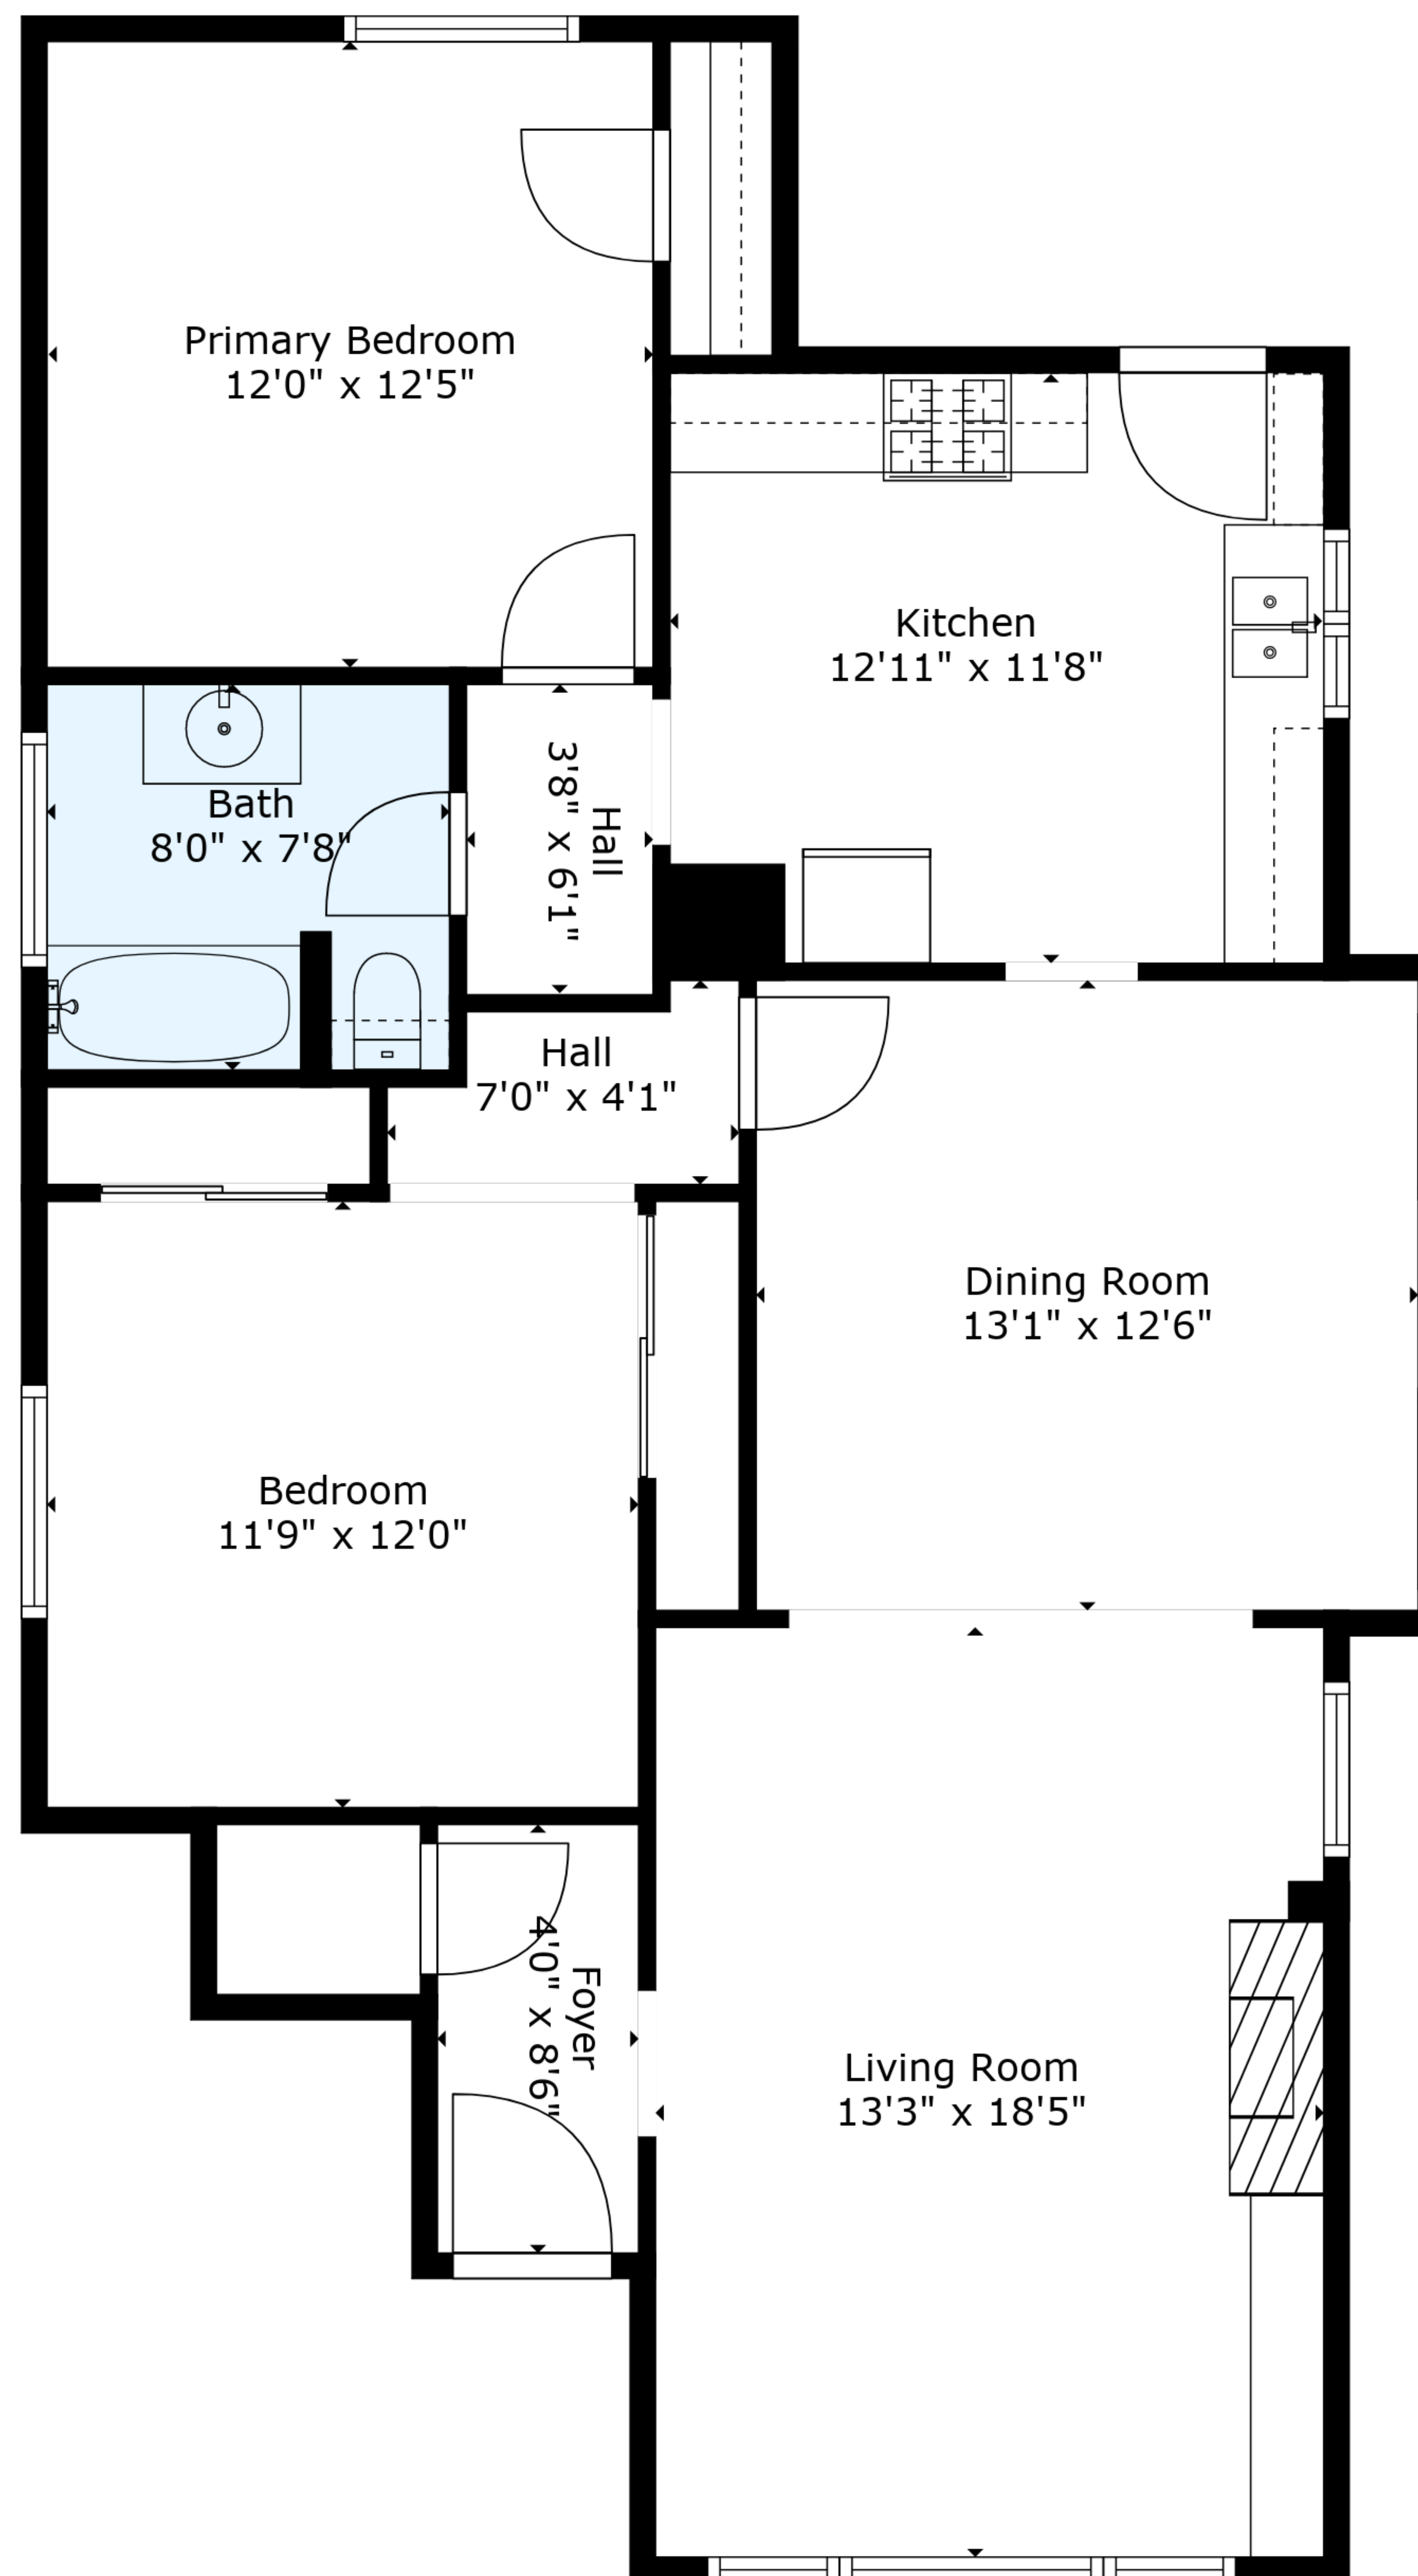 Primary Bedroom
12'0" x 12'5"
Kitchen
12'11" x 11'8"
Bath
8'0" x 7'8"
Hall
3'8" x 6'1"
Hall
7'0" x 4'1"
Dining Room
13'1" x 12'6"
Bedroom
11'9" x 12'0"
Foyer
4'0" x 8'6"
Living Room
13'3" x 18'5"